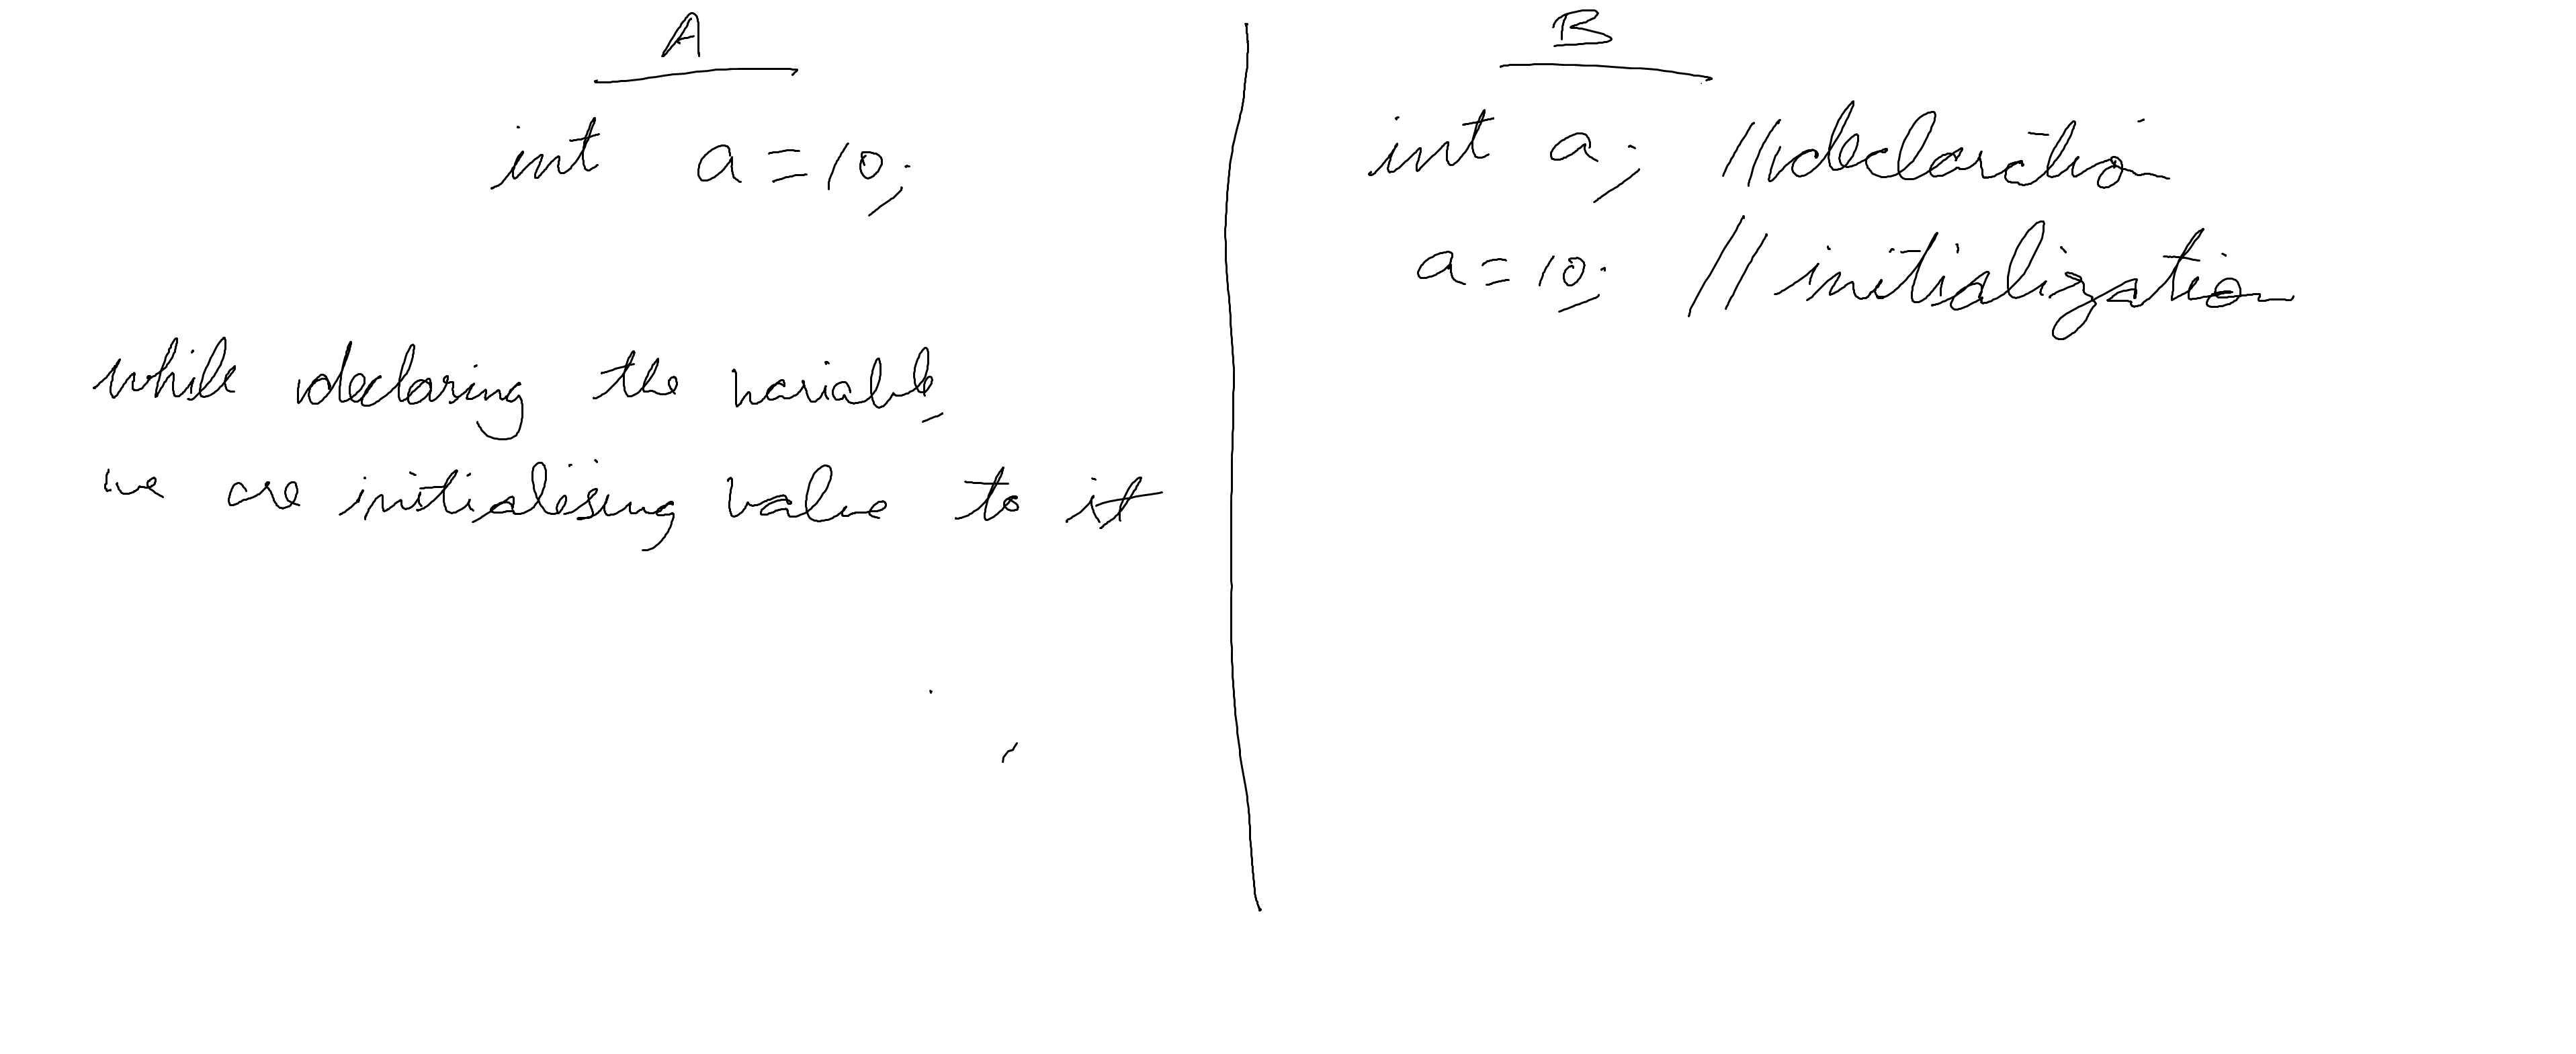 A
int a = 10;
while declaring the variable,
we are initialising value to it
B
int a; //declaration
a = 10; // initialization